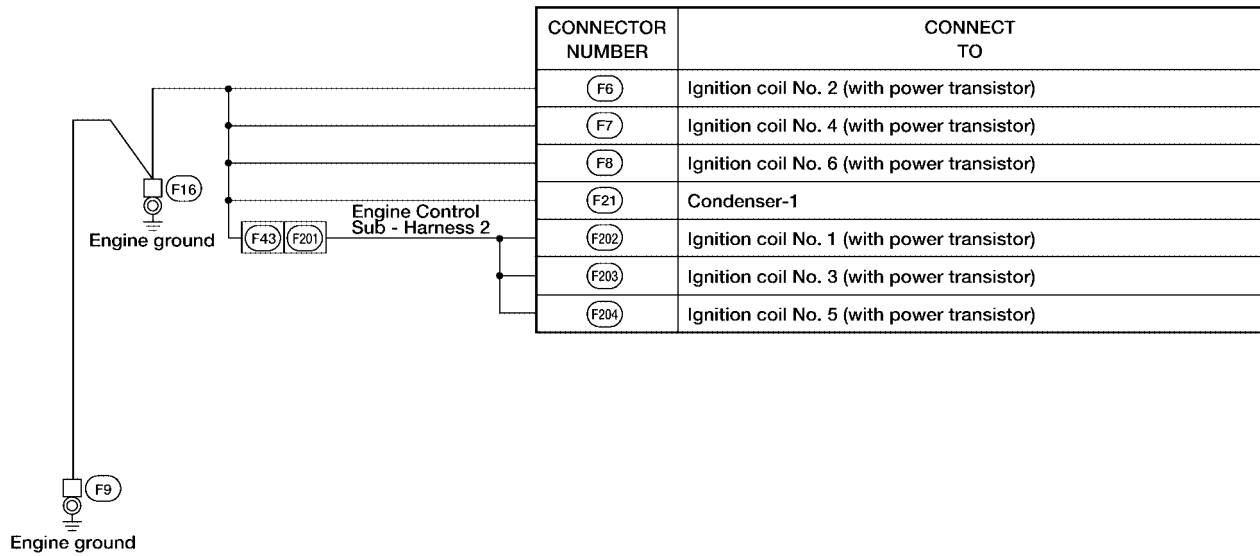 CONNECTOR NUMBER
CONNECT TO
F6 Ignition coil No. 2 (with power transistor)
F7 Ignition coil No. 4 (with power transistor)
F8 Ignition coil No. 6 (with power transistor)
F21 Condenser-1
F202 Ignition coil No. 1 (with power transistor)
F203 Ignition coil No. 3 (with power transistor)
F204 Ignition coil No. 5 (with power transistor)
F16
Engine ground
F43 F201
Engine Control
Sub - Harness 2
F9
Engine ground